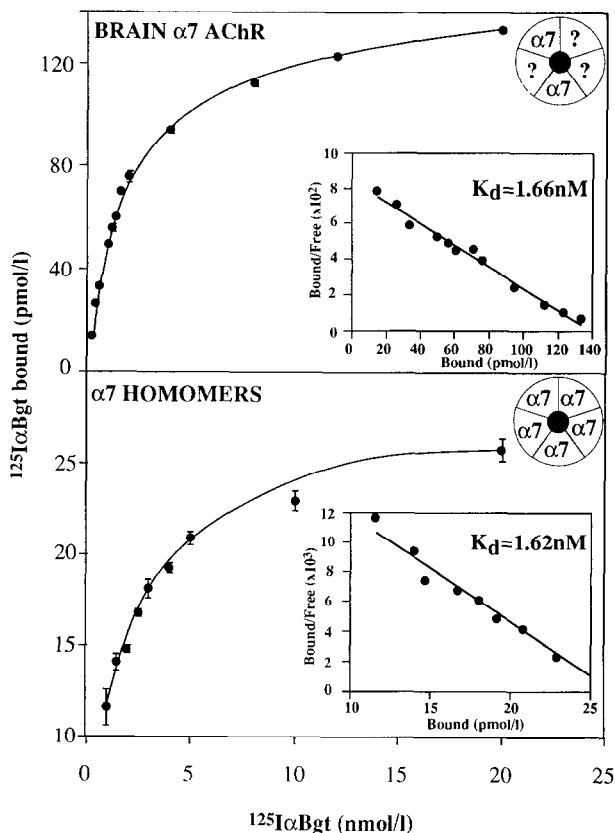 BRAIN α7 AChR
α7 ?
? ?
α7
120
80
40
0
Kd=1.66nM
Bound/Free (x10²)
10
8
6
4
2
0
0 20 40 60 80 100 120 140
Bound (pmol/l)
¹²⁵IαBgt bound (pmol/l)
α7 HOMOMERS
α7 α7
α7 α7
α7
30
25
20
15
10
Kd=1.62nM
Bound/Free (x10³)
12
10
8
6
4
2
0
10 15 20 25
Bound (pmol/l)
0 5 10 15 20 25
¹²⁵IαBgt (nmol/l)